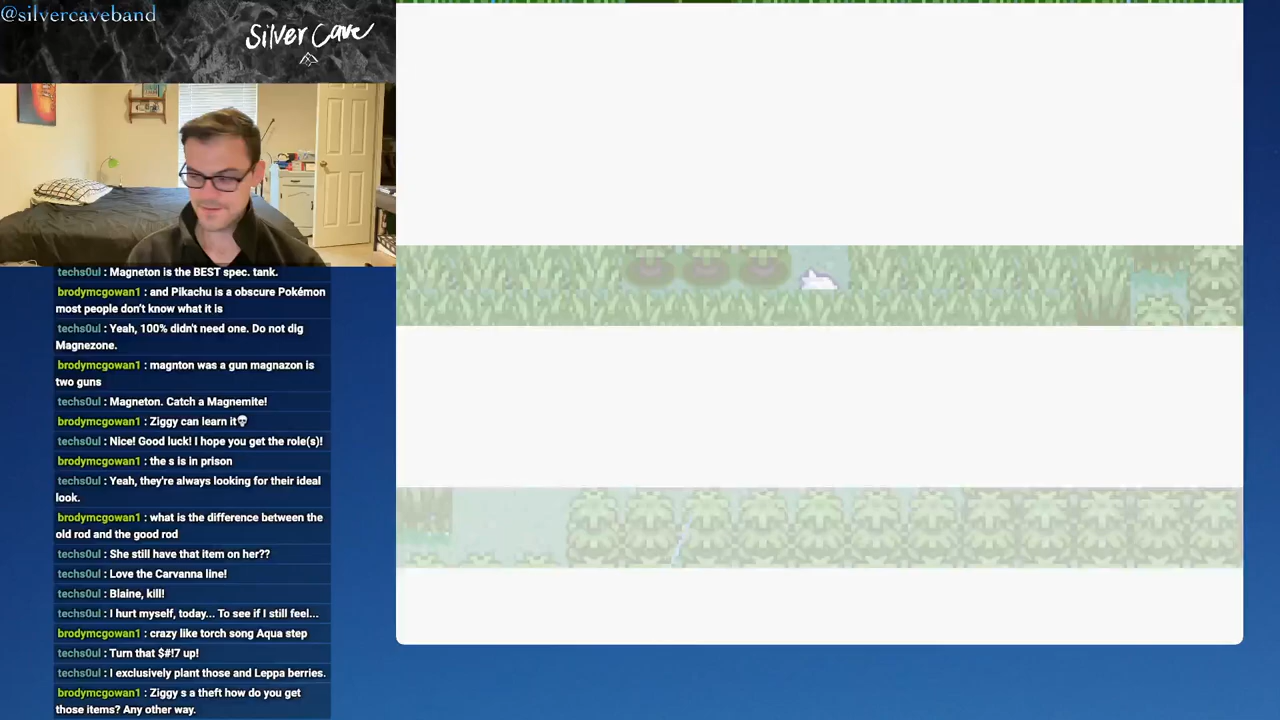 @silvercaveband
Silver Cave
techs0ul : Magneton is the BEST spec. tank.
brodymcgowan1 : and Pikachu is a obscure Pokémon
most people don't know what it is
techs0ul : Yeah, 100% didn't need one. Do not dig
Magnezone.
brodymcgowan1 : magnton was a gun magnazon is
two guns
techs0ul : Magneton. Catch a Magnemite!
brodymcgowan1 : Ziggy can learn it💀
techs0ul : Nice! Good luck! I hope you get the role(s)!
brodymcgowan1 : the s is in prison
techs0ul : Yeah, they're always looking for their ideal
look.
brodymcgowan1 : what is the difference between the
old rod and the good rod
techs0ul : She still have that item on her??
techs0ul : Love the Carvanna line!
techs0ul : Blaine, kill!
techs0ul : I hurt myself, today... To see if I still feel...
brodymcgowan1 : crazy like torch song Aqua step
techs0ul : Turn that $#!7 up!
techs0ul : I exclusively plant those and Leppa berries.
brodymcgowan1 : Ziggy s a theft how do you get
those items? Any other way.